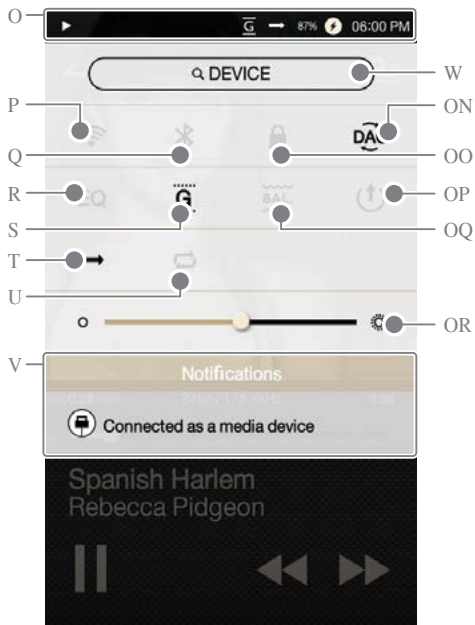 O
G 87% 06:00 PM
DEVICE
W
P
ON
Q
OO
DAC
R
EQ
G
BAL
OP
S
OQ
T
U
OR
V
Notifications
Connected as a media device
Spanish Harlem
Rebecca Pidgeon